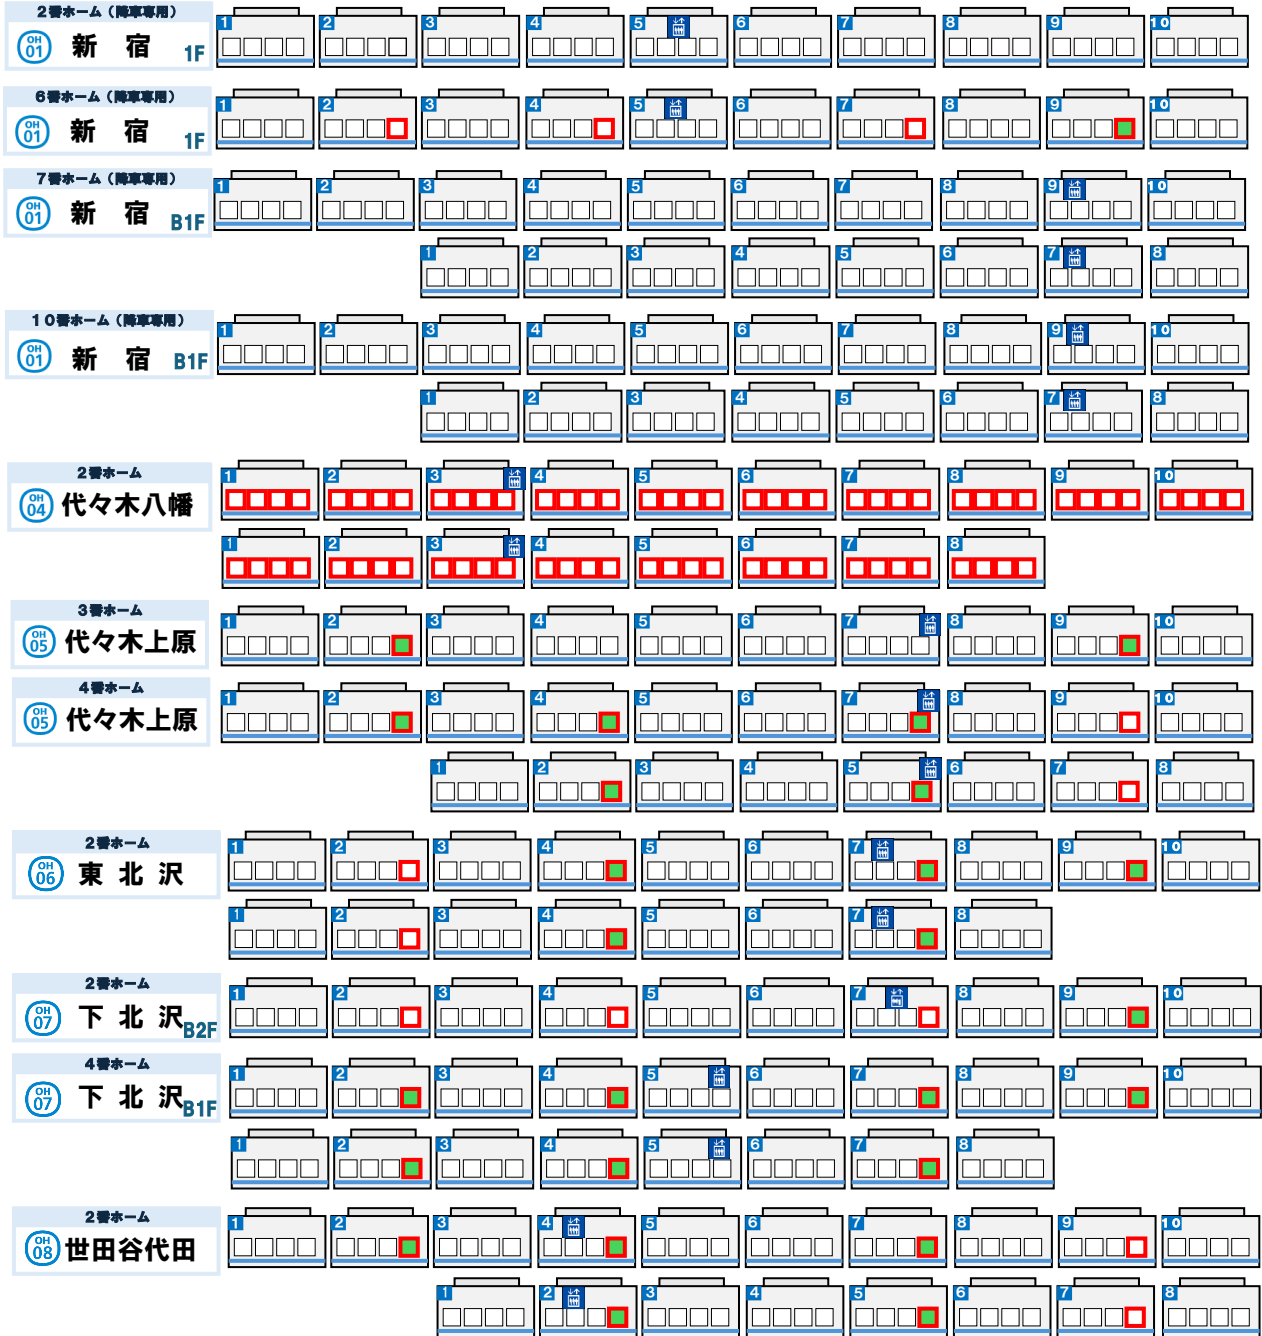 2番ホーム（降車専用）
OH 01 新宿 1F
1 2 3 4 5 6 7 8 9 10
6番ホーム（降車専用）
OH 01 新宿 1F
1 2 3 4 5 6 7 8 9 10
7番ホーム（降車専用）
OH 01 新宿 B1F
1 2 3 4 5 6 7 8 9 10
1 2 3 4 5 6 7 8
10番ホーム（降車専用）
OH 01 新宿 B1F
1 2 3 4 5 6 7 8 9 10
1 2 3 4 5 6 7 8
2番ホーム
OH 04 代々木八幡
1 2 3 4 5 6 7 8 9 10
1 2 3 4 5 6 7 8
3番ホーム
OH 05 代々木上原
1 2 3 4 5 6 7 8 9 10
4番ホーム
OH 05 代々木上原
1 2 3 4 5 6 7 8 9 10
1 2 3 4 5 6 7 8
2番ホーム
OH 06 東北沢
1 2 3 4 5 6 7 8 9 10
1 2 3 4 5 6 7 8
2番ホーム
OH 07 下北沢 B2F
1 2 3 4 5 6 7 8 9 10
4番ホーム
OH 07 下北沢 B1F
1 2 3 4 5 6 7 8 9 10
1 2 3 4 5 6 7 8
2番ホーム
OH 08 世田谷代田
1 2 3 4 5 6 7 8 9 10
1 2 3 4 5 6 7 8